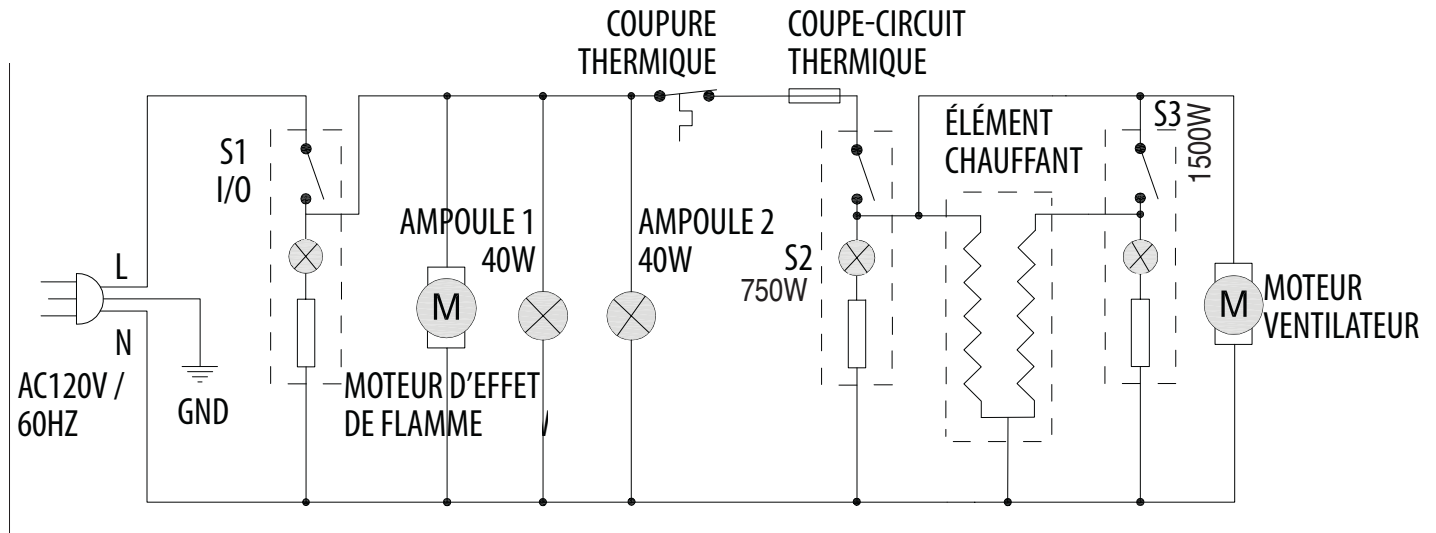 COUPURE
THERMIQUE
COUPE-CIRCUIT
THERMIQUE
S1
I/0
L
N
AC120V /
60HZ
GND
M
MOTEUR D'EFFET
DE FLAMME
AMPOULE 1
40W
AMPOULE 2
40W
S2
750W
ÉLÉMENT
CHAUFFANT
S3
1500W
M
MOTEUR
VENTILATEUR